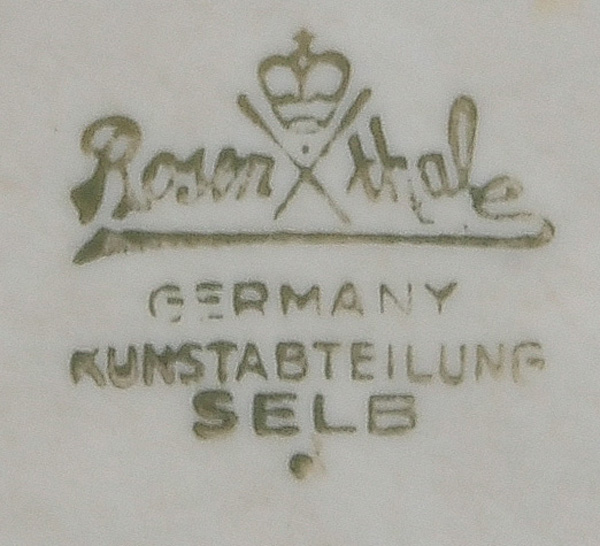 Rosenthal
GERMANY
KUNSTABTEILUNG
SELB